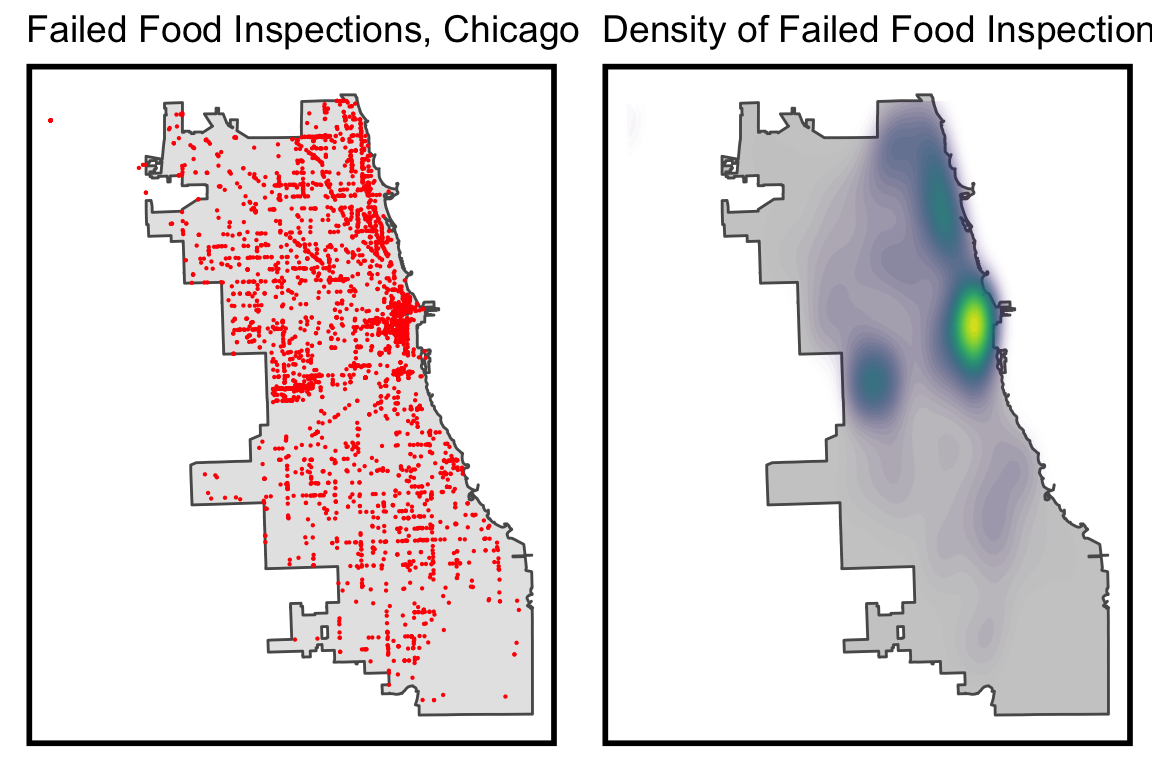 Failed Food Inspections, Chicago
Density of Failed Food Inspection